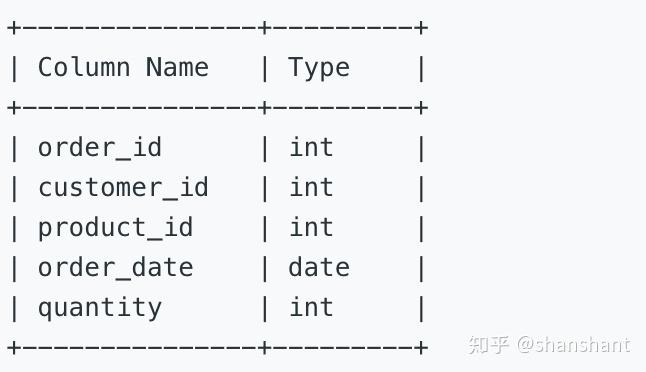 +---------------+---------+
| Column Name   | Type    |
+---------------+---------+
| order_id      | int     |
| customer_id   | int     |
| product_id    | int     |
| order_date    | date    |
| quantity      | int     |
+---------------+---------+
知乎 @shanshant